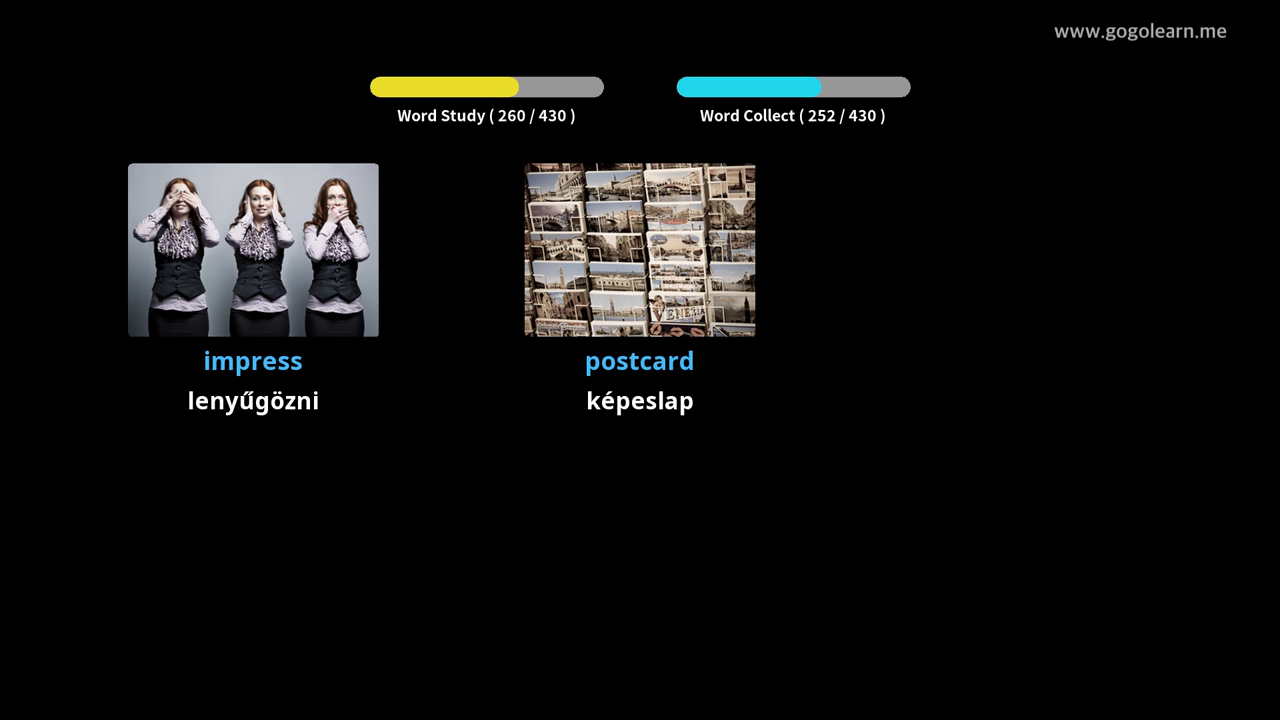 www.gogolearn.me
Word Study ( 260 / 430 )
Word Collect ( 252 / 430 )
impress
postcard
lenyűgözni
képeslap